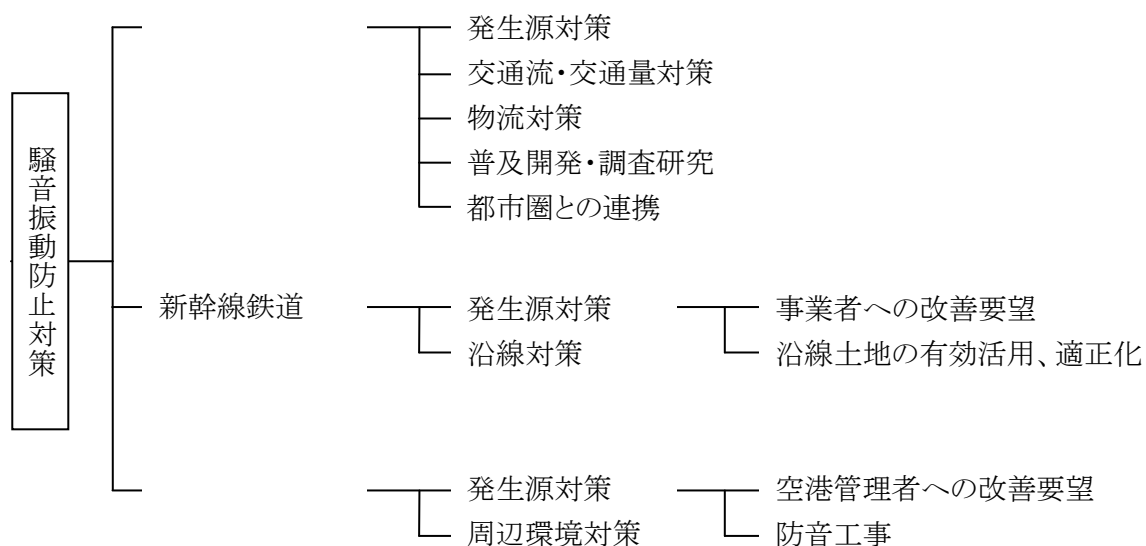 騒音振動防止対策
発生源対策
交通流・交通量対策
物流対策
普及開発・調査研究
都市圏との連携
新幹線鉄道
発生源対策
事業者への改善要望
沿線対策
沿線土地の有効活用、適正化
発生源対策
空港管理者への改善要望
周辺環境対策
防音工事